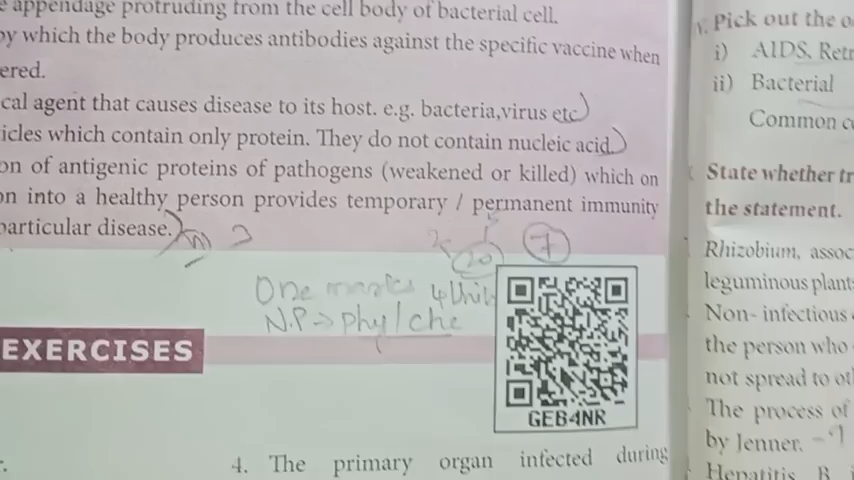 e appendage protruding from the cell body of bacterial cell.
by which the body produces antibodies against the specific vaccine when
ered.
cal agent that causes disease to its host. e.g. bacteria,virus etc
icles which contain only protein. They do not contain nucleic acid.
on of antigenic proteins of pathogens (weakened or killed) which on
on into a healthy person provides temporary / permanent immunity
particular disease.
20
7
One marks 4
N.P → phy/che
EXERCISES
GEB4NR
4. The primary organ infected during
Pick out the o
i) AIDS, Retr
ii) Bacterial
Common c
State whether tr
the statement.
Rhizobium, assoc
leguminous plant
Non- infectious
the person who
not spread to ot
The process of
by Jenner.
Hepatitis B i